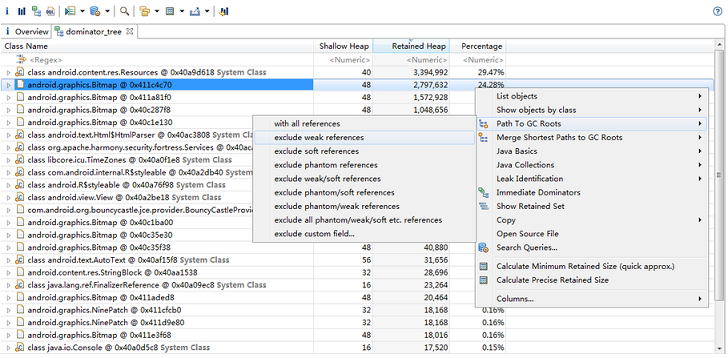 Overview dominator_tree
Class Name Shallow Heap Retained Heap Percentage
<Regex> <Numeric> <Numeric> <Numeric>
class android.content.res.Resources @ 0x40a9d618 System Class 40 3,394,992 29.47%
android.graphics.Bitmap @ 0x411c4c70 48 2,797,632 24.28%
android.graphics.Bitmap @ 0x411a81f0 48 1,572,928
android.graphics.Bitmap @ 0x40c287f8 48 1,048,656
android.graphics.Bitmap @ 0x40c1e130
class android.text.Html$HtmlParser @ 0x40ac3808 System
class org.apache.harmony.security.fortress.Services @ 0x
class libcore.icu.TimeZones @ 0x40a0f1e8 System Class
class com.android.internal.R$styleable @ 0x40a2db40
class android.R$styleable @ 0x40a76f98 System Class
class android.view.View @ 0x40a2be18 System Class
com.android.org.bouncycastle.jce.provider.BouncyCastleProvi
android.graphics.Bitmap @ 0x40c1ba00
android.graphics.Bitmap @ 0x40c35e30
android.graphics.Bitmap @ 0x40c35f38 48 40,880
class android.text.AutoText @ 0x40af15f8 System Class 56 31,656
android.content.res.StringBlock @ 0x40aa1538 32 28,696
class java.lang.ref.FinalizerReference @ 0x40a09ec8 System Class 16 23,264
android.graphics.Bitmap @ 0x411aded8 48 20,464
android.graphics.NinePatch @ 0x411cfcb0 32 18,168 0.16%
android.graphics.NinePatch @ 0x411d9e80 32 18,168 0.16%
android.graphics.Bitmap @ 0x411e3f68 48 18,016 0.16%
class java.io.Console @ 0x40a0d5c8 System Class 16 17,520 0.15%
with all references
exclude weak references
exclude soft references
exclude phantom references
exclude weak/soft references
exclude phantom/soft references
exclude phantom/weak references
exclude all phantom/weak/soft etc. references
exclude custom field...
List objects
Show objects by class
Path To GC Roots
Merge Shortest Paths to GC Roots
Java Basics
Java Collections
Leak Identification
Immediate Dominators
Show Retained Set
Copy
Open Source File
Search Queries...
Calculate Minimum Retained Size (quick approx.)
Calculate Precise Retained Size
Columns...